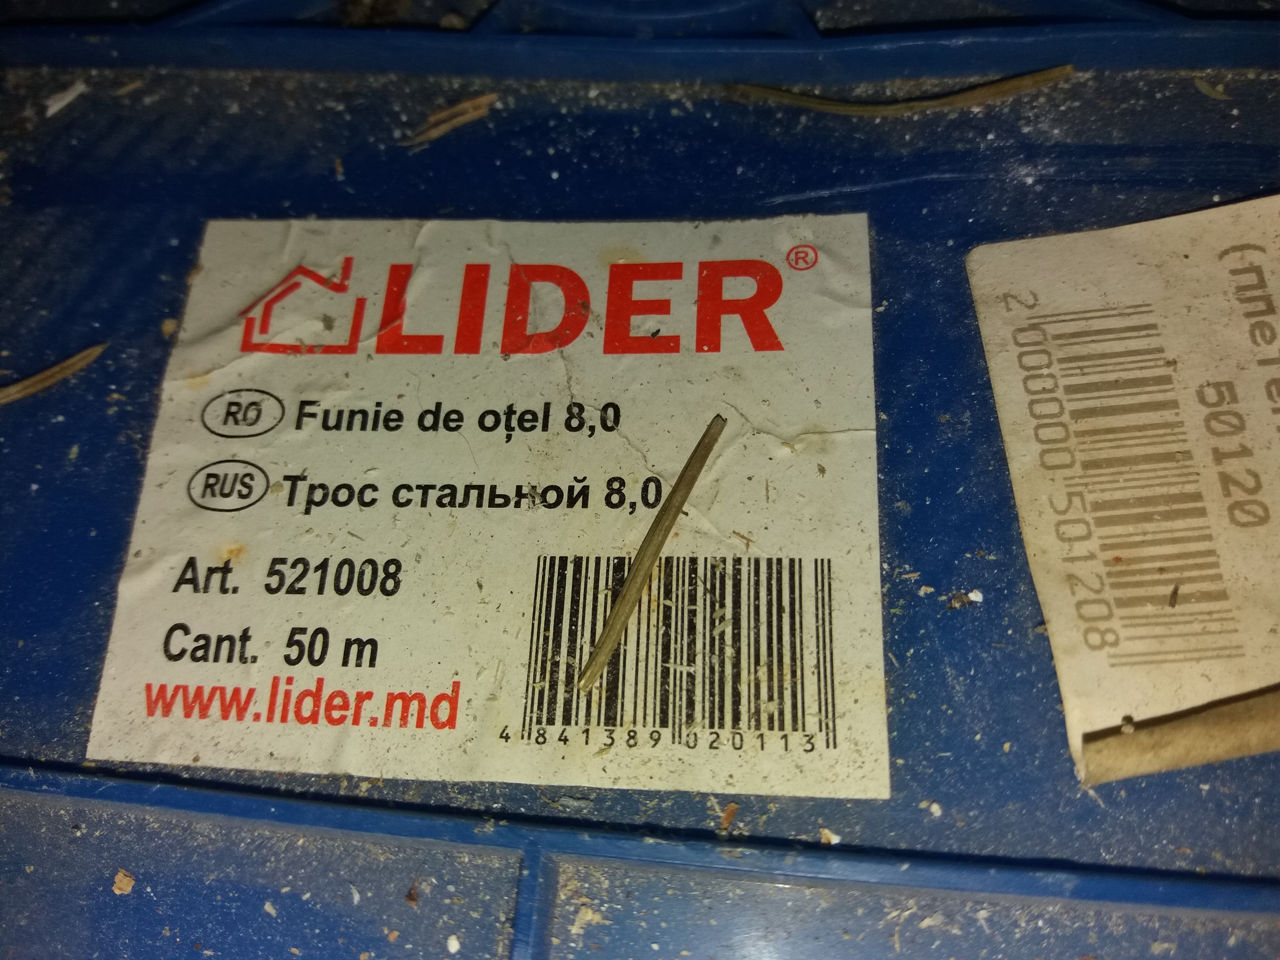 LIDER®
RO Funie de oțel 8,0
RUS Трос стальной 8,0
Art. 521008
Cant. 50 m
www.lider.md
4 841389 020113
50120
2 000000 501208